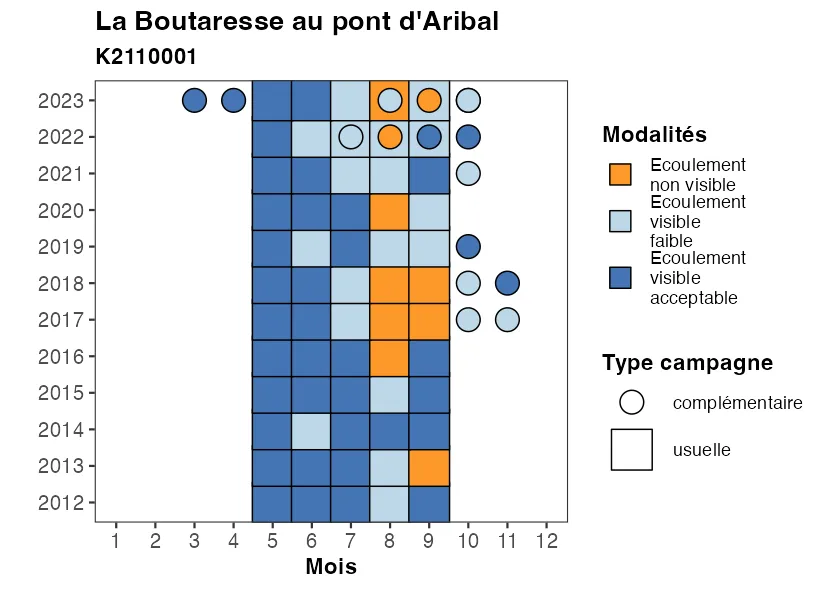 La Boutaresse au pont d'Aribal
K2110001
2023
2022
2021
2020
2019
2018
2017
2016
2015
2014
2013
2012
1 2 3 4 5 6 7 8 9 10 11 12
Mois
Modalités
Ecoulement
non visible
Ecoulement
visible
faible
Ecoulement
visible
acceptable
Type campagne
complémentaire
usuelle